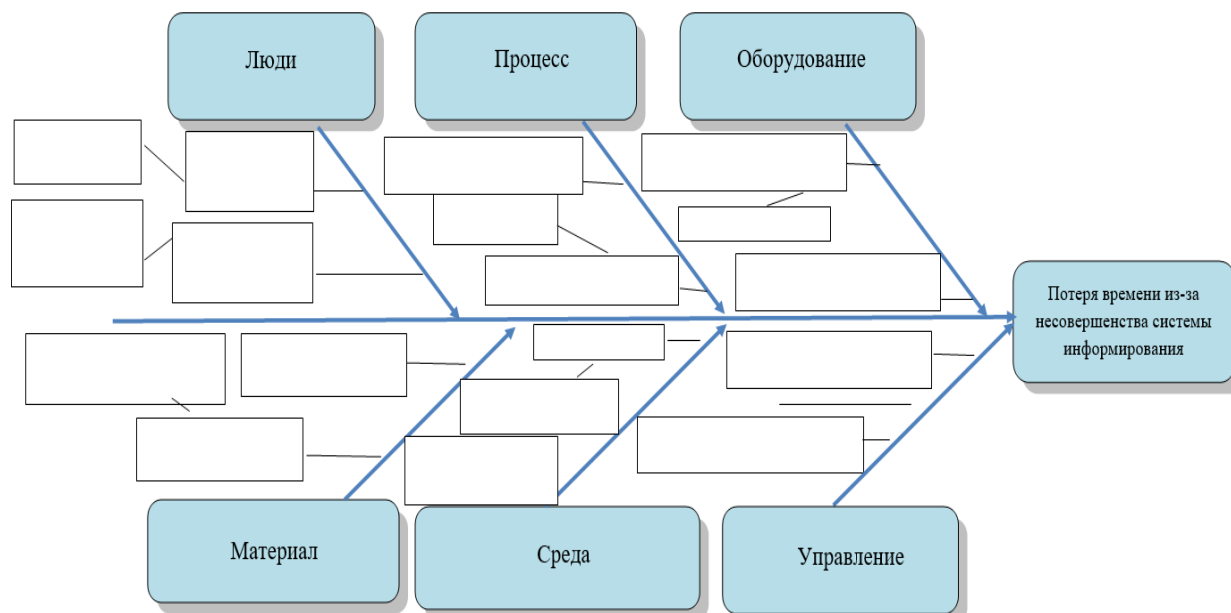 Люди
Процесс
Оборудование
Потеря времени из-за
несовершенства системы
информирования
Материал
Среда
Управление